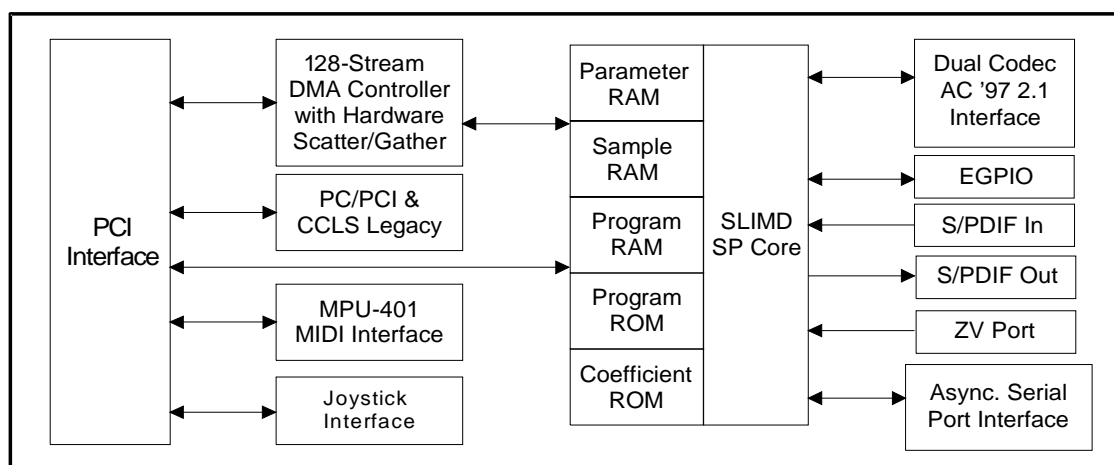 PCI
Interface
128-Stream
DMA Controller
with Hardware
Scatter/Gather
PC/PCI &
CCLS Legacy
MPU-401
MIDI Interface
Joystick
Interface
Parameter
RAM
Sample
RAM
Program
RAM
Program
ROM
Coefficient
ROM
SLIMD
SP Core
Dual Codec
AC '97 2.1
Interface
EGPIO
S/PDIF In
S/PDIF Out
ZV Port
Async. Serial
Port Interface